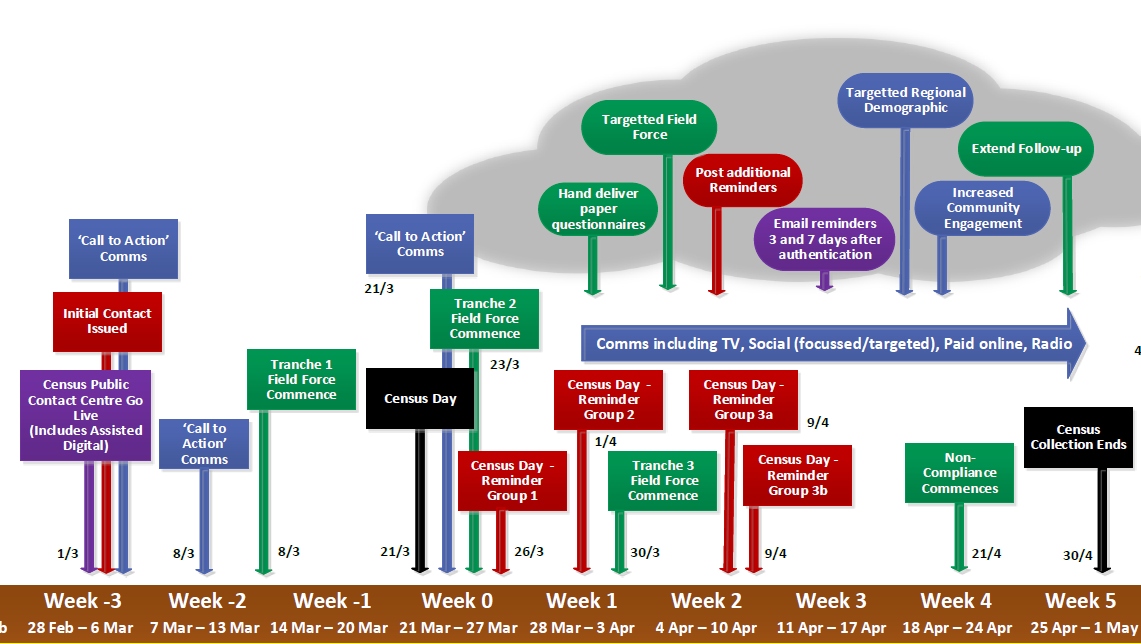 Targetted Regional
Demographic
Targetted Field
Force
Extend Follow-up
Post additional
Reminders
Hand deliver
paper
questionnaires
Increased
Community
Engagement
Email reminders
3 and 7 days after
authentication
‘Call to Action’
Comms
‘Call to Action’
Comms
21/3
Initial Contact
Issued
Tranche 2
Field Force
Commence
23/3
Comms including TV, Social (focussed/targeted), Paid online, Radio
4
Tranche 1
Field Force
Commence
Census Public
Contact Centre Go
Live
(Includes Assisted
Digital)
Census Day
Census Day -
Reminder
Group 2
1/4
Census Day -
Reminder
Group 3a
9/4
‘Call to
Action’
Comms
Census
Collection Ends
Census Day -
Reminder
Group 1
Tranche 3
Field Force
Commence
Census Day -
Reminder
Group 3b
Non-
Compliance
Commences
1/3
8/3
8/3
21/3
26/3
30/3
9/4
21/4
30/4
Week -3
Week -2
Week -1
Week 0
Week 1
Week 2
Week 3
Week 4
Week 5
b
28 Feb – 6 Mar
7 Mar – 13 Mar
14 Mar – 20 Mar
21 Mar – 27 Mar
28 Mar – 3 Apr
4 Apr – 10 Apr
11 Apr – 17 Apr
18 Apr – 24 Apr
25 Apr – 1 May